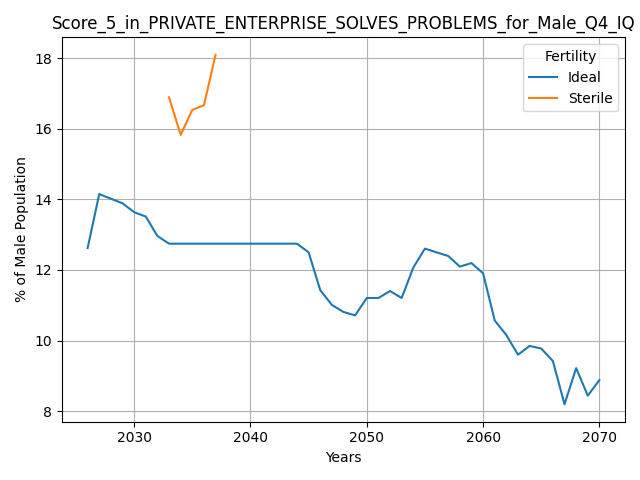 Score_5_in_PRIVATE_ENTERPRISE_SOLVES_PROBLEMS_for_Male_Q4_IQ
Fertility
Ideal
Sterile
% of Male Population
18
16
14
12
10
8
2030
2040
2050
2060
2070
Years